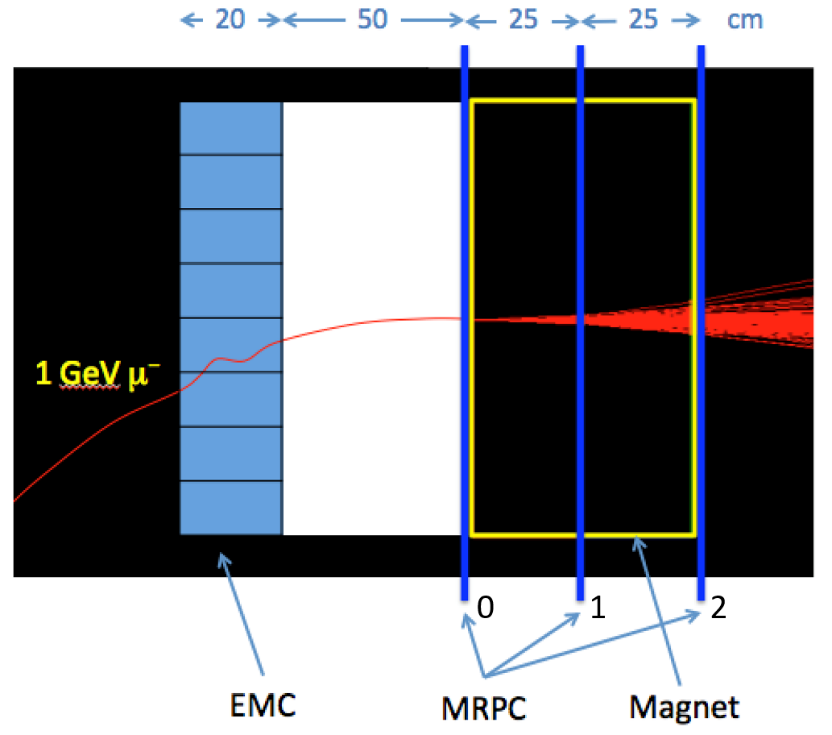 20 50 25 25 cm
1 GeV μ⁻
0 1 2
EMC MRPC Magnet